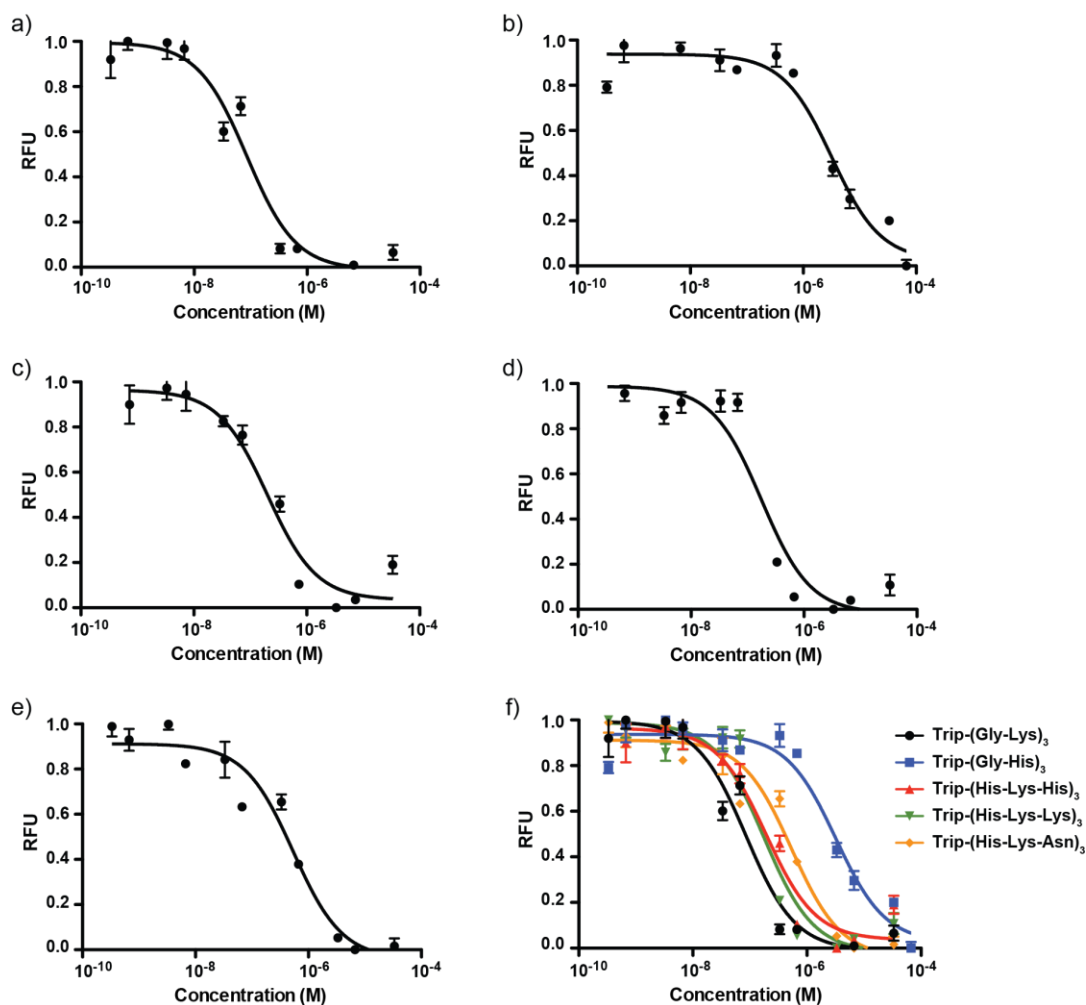 a)
RFU
1.0
0.8
0.6
0.4
0.2
0.0
10⁻¹⁰
10⁻⁸
10⁻⁶
10⁻⁴
Concentration (M)
b)
RFU
1.0
0.8
0.6
0.4
0.2
0.0
10⁻¹⁰
10⁻⁸
10⁻⁶
10⁻⁴
Concentration (M)
c)
RFU
1.0
0.8
0.6
0.4
0.2
0.0
10⁻¹⁰
10⁻⁸
10⁻⁶
10⁻⁴
Concentration (M)
d)
RFU
1.0
0.8
0.6
0.4
0.2
0.0
10⁻¹⁰
10⁻⁸
10⁻⁶
10⁻⁴
Concentration (M)
e)
RFU
1.0
0.8
0.6
0.4
0.2
0.0
10⁻¹⁰
10⁻⁸
10⁻⁶
10⁻⁴
Concentration (M)
f)
RFU
1.0
0.8
0.6
0.4
0.2
0.0
10⁻¹⁰
10⁻⁸
10⁻⁶
10⁻⁴
Concentration (M)
Trip-(Gly-Lys)₃
Trip-(Gly-His)₃
Trip-(His-Lys-His)₃
Trip-(His-Lys-Lys)₃
Trip-(His-Lys-Asn)₃